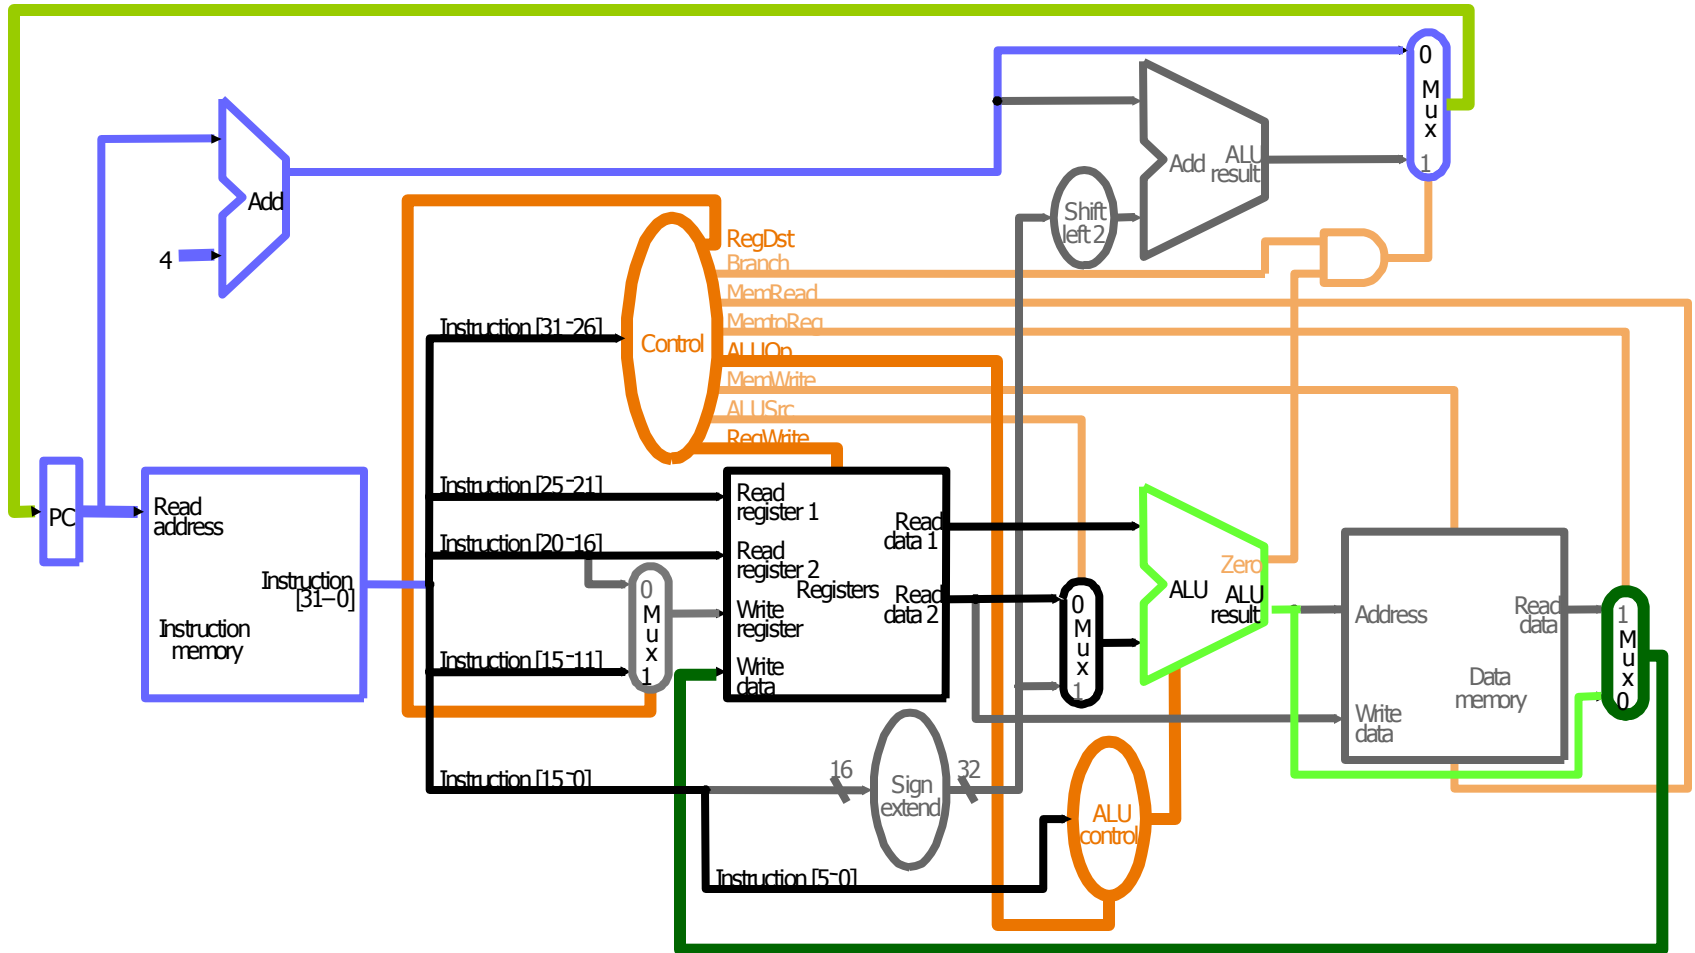 0
M
u
x
1
Add
ALU
result
Add
4
Shift
left 2
RegDst
Branch
MemRead
MemtoReg
ALUOp
MemWrite
ALUSrc
RegWrite
Control
Instruction [31-26]
Instruction [25-21]
Instruction [20-16]
Instruction [15-11]
Instruction [15-0]
Instruction [5-0]
PC
Read
address
Instruction
[31-0]
Instruction
memory
0
M
u
x
1
Read
register 1
Read
register 2
Write
register
Write
data
Registers
Read
data 1
Read
data 2
0
M
u
x
1
Zero
ALU
ALU
result
Address
Write
data
Read
data
Data
memory
1
M
u
x
0
16
Sign
extend
32
ALU
control